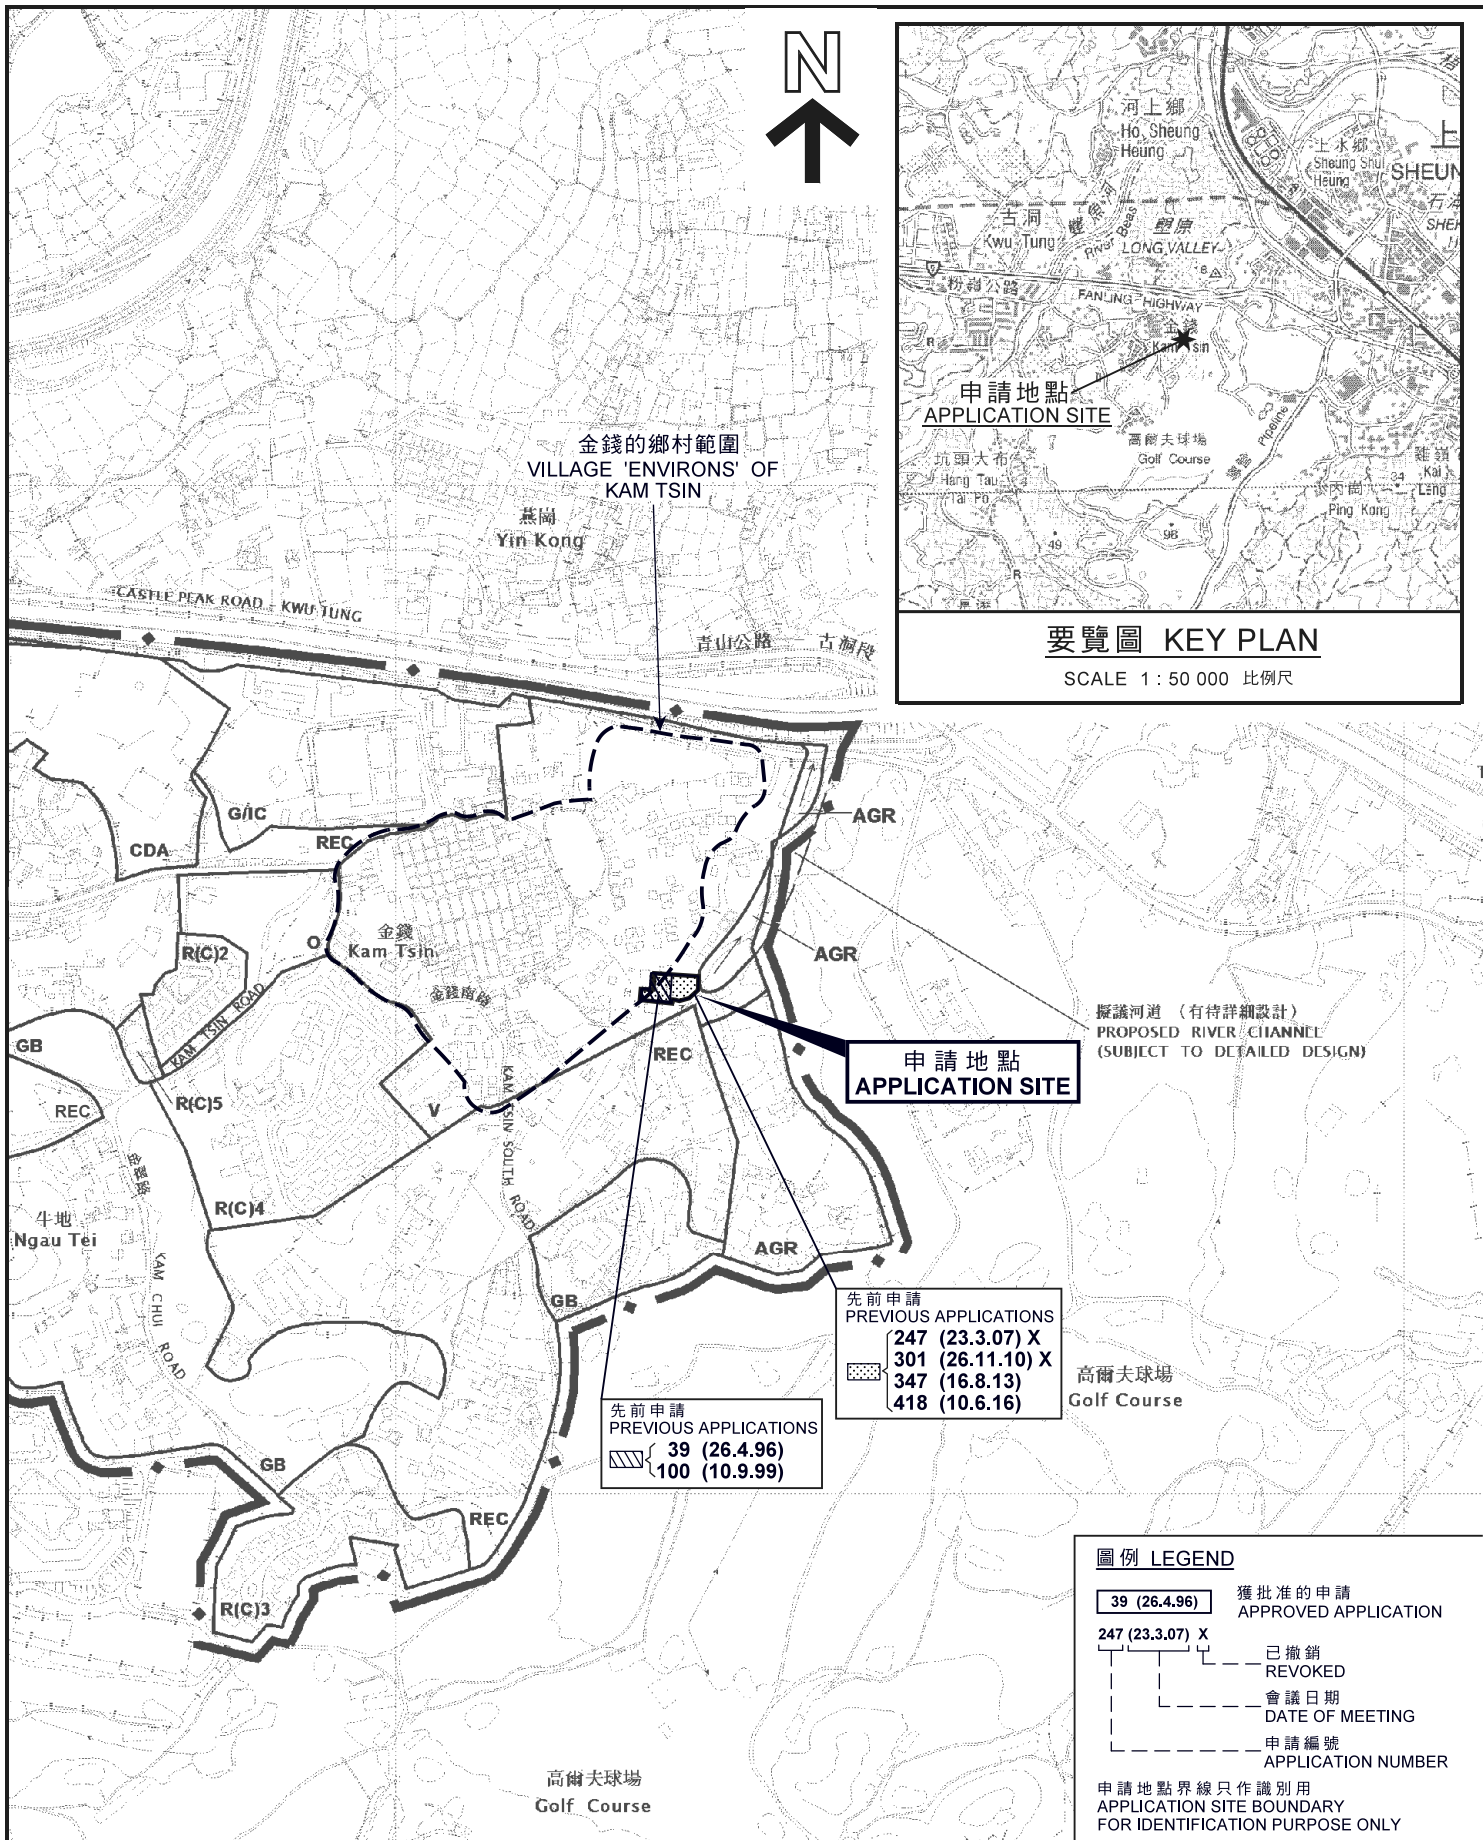 N
河上鄉
Ho Sheung
Heung
上水鄉
Sheung Shui
Heung
SHEUN
古洞
Kwu Tung
雙魚河
River Beas
塱原
LONG VALLEY
粉嶺公路
FANLING HIGHWAY
金錢
Kam Tsin
R
申請地點
APPLICATION SITE
高爾夫球場
Golf Course
Pipeline
坑頭大布
Hang Tau
Tai Po
雞嶺
Kai
Leng
34
丙崗
Ping Kong
49
98
R
要覽圖 KEY PLAN
SCALE 1 : 50 000 比例尺
金錢的鄉村範圍
VILLAGE 'ENVIRONS' OF
KAM TSIN
燕崗
Yin Kong
CASTLE PEAK ROAD - KWU TUNG
青山公路 — 古洞段
G/IC
CDA
REC
AGR
AGR
金錢
Kam Tsin
O
R(C)2
金錢南路
KAM TSIN ROAD
擬議河道 (有待詳細設計)
PROPOSED RIVER CHANNEL
(SUBJECT TO DETAILED DESIGN)
GB
REC
申請地點
APPLICATION SITE
REC
R(C)5
V
KAM TSIN SOUTH ROAD
金翠路
R(C)4
牛地
Ngau Tei
KAM CHUI ROAD
AGR
GB
先前申請
PREVIOUS APPLICATIONS
247 (23.3.07) X
301 (26.11.10) X
347 (16.8.13)
418 (10.6.16)
高爾夫球場
Golf Course
先前申請
PREVIOUS APPLICATIONS
39 (26.4.96)
100 (10.9.99)
GB
REC
R(C)3
圖例 LEGEND
39 (26.4.96)
獲批准的申請
APPROVED APPLICATION
247 (23.3.07) X
已撤銷
REVOKED
會議日期
DATE OF MEETING
申請編號
APPLICATION NUMBER
申請地點界線只作識別用
APPLICATION SITE BOUNDARY
FOR IDENTIFICATION PURPOSE ONLY
高爾夫球場
Golf Course